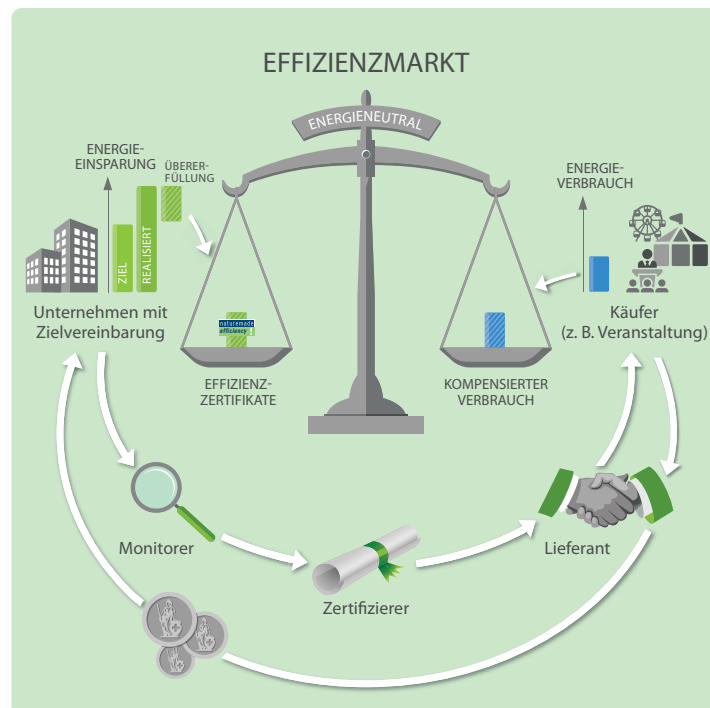 EFFIZIENZMARKT
ENERGIENEUTRAL
ENERGIE-
EINSPARUNG
ÜBERER-
FÜLLUNG
ZIEL
REALISIERT
ENERGIE-
VERBRAUCH
Unternehmen mit
Zielvereinbarung
naturemade
efficiency!
EFFIZIENZ-
ZERTIFIKATE
KOMPENSIERTER
VERBRAUCH
Käufer
(z. B. Veranstaltung)
Monitorer
Zertifizierer
Lieferant